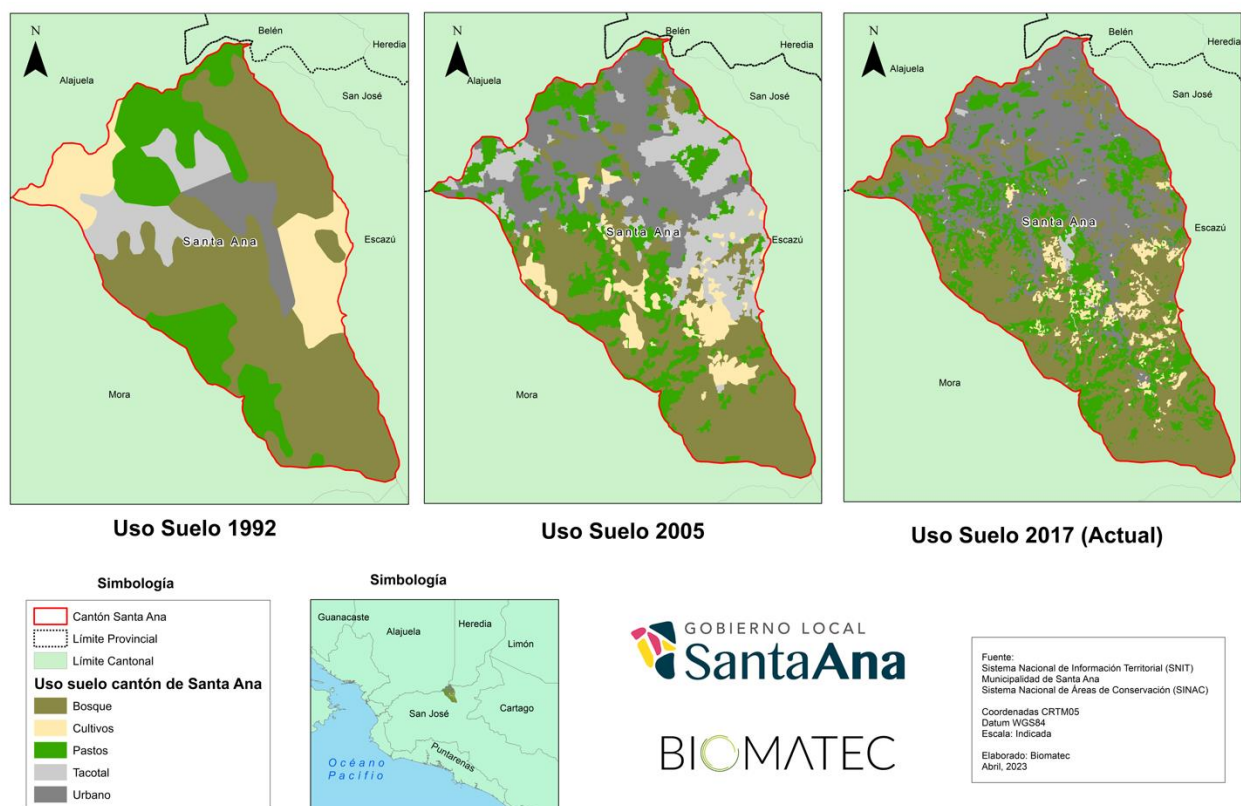 N
Belén
Heredia
Alajuela
San José
Santa Ana
Escazú
Mora
Uso Suelo 1992
N
Belén
Heredia
Alajuela
San José
Santa Ana
Escazú
Mora
Uso Suelo 2005
N
Belén
Heredia
Alajuela
San José
Santa Ana
Escazú
Mora
Uso Suelo 2017 (Actual)
Simbología
Cantón Santa Ana
Límite Provincial
Límite Cantonal
Uso suelo cantón de Santa Ana
Bosque
Cultivos
Pastos
Tacotal
Urbano
Simbología
Guanacaste
Alajuela
Heredia
Limón
San José
Cartago
Puntarenas
Océano
Pacífio
GOBIERNO LOCAL
SantaAna
BIOMATEC
Fuente:
Sistema Nacional de Información Territorial (SNIT)
Municipalidad de Santa Ana
Sistema Nacional de Áreas de Conservación (SINAC)
Coordenadas CRTM05
Datum WGS84
Escala: Indicada
Elaborado: Biomatec
Abril, 2023